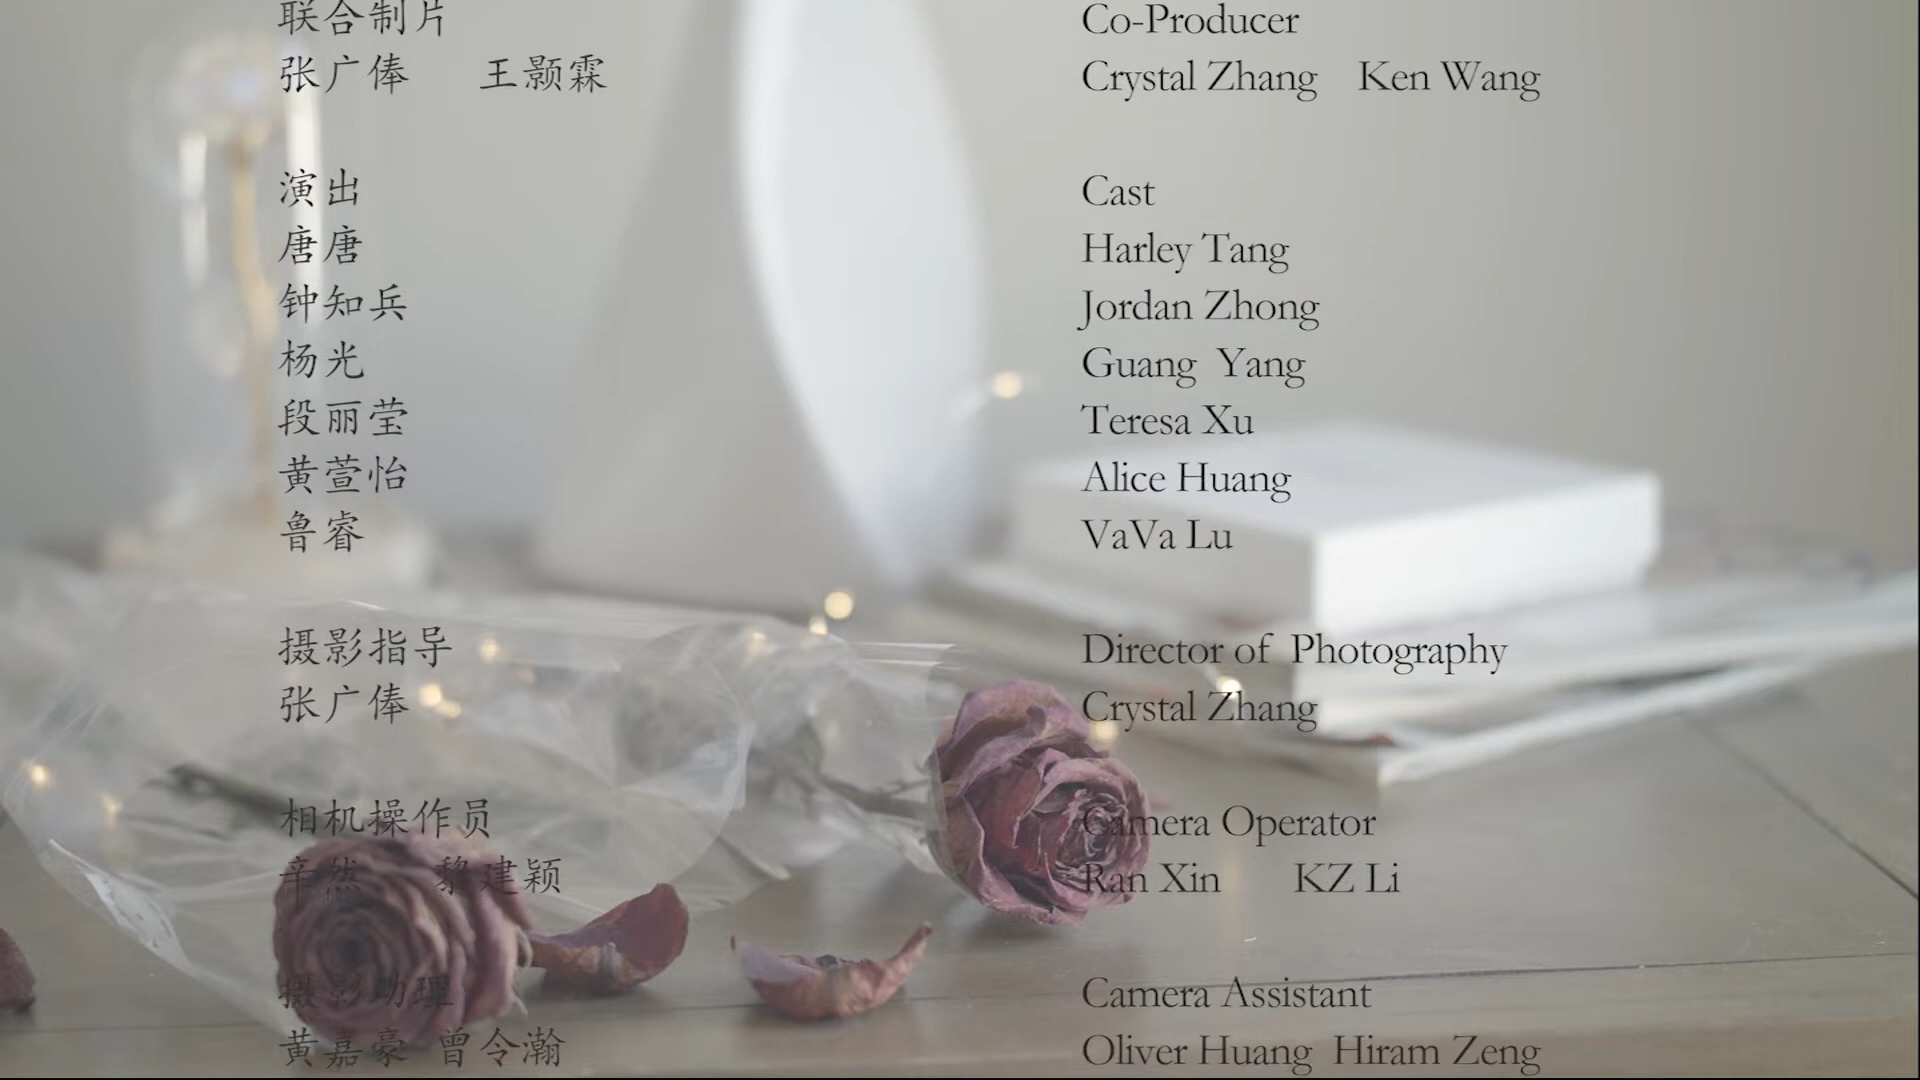 联合制片 Co-Producer
张广俸 王颢霖 Crystal Zhang Ken Wang
演出 Cast
唐唐 Harley Tang
钟知兵 Jordan Zhong
杨光 Guang Yang
段丽莹 Teresa Xu
黄萱怡 Alice Huang
鲁睿 VaVa Lu
摄影指导 Director of Photography
张广俸 Crystal Zhang
相机操作员 Camera Operator
辛然 黎建颖 Ran Xin KZ Li
摄影助理 Camera Assistant
黄嘉豪 曾令瀚 Oliver Huang Hiram Zeng